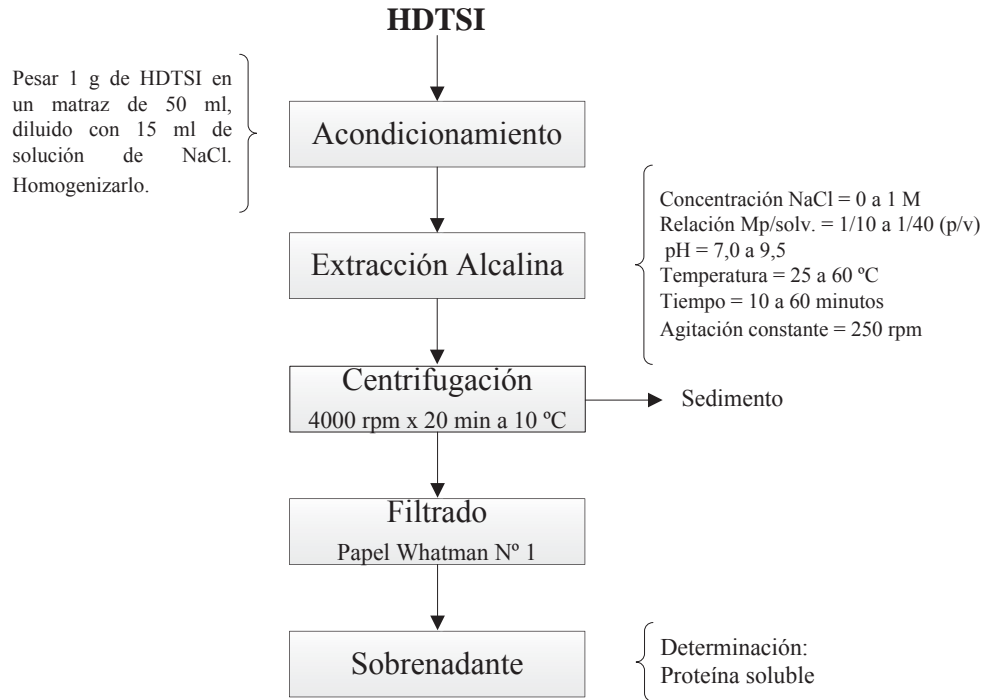 HDTSI
Pesar 1 g de HDTSI en
un matraz de 50 ml,
diluido con 15 ml de
solución de NaCl.
Homogenizarlo.
Acondicionamiento
Extracción Alcalina
Concentración NaCl = 0 a 1 M
Relación Mp/solv. = 1/10 a 1/40 (p/v)
pH = 7,0 a 9,5
Temperatura = 25 a 60 ºC
Tiempo = 10 a 60 minutos
Agitación constante = 250 rpm
Centrifugación
4000 rpm x 20 min a 10 ºC
Sedimento
Filtrado
Papel Whatman Nº 1
Sobrenadante
Determinación:
Proteína soluble